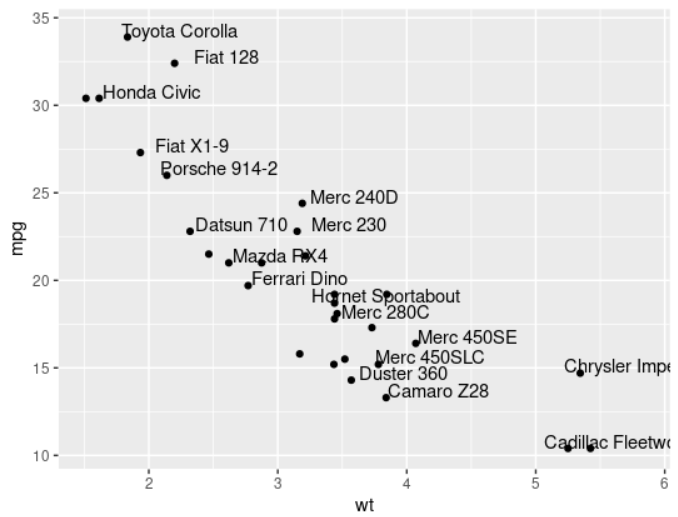 35
30
25
20
15
10
mpg
Toyota Corolla
Fiat 128
Honda Civic
Fiat X1-9
Porsche 914-2
Merc 240D
Datsun 710
Merc 230
Mazda RX4
Ferrari Dino
Hornet Sportabout
Merc 280C
Merc 450SE
Merc 450SLC
Chrysler Impe
Duster 360
Camaro Z28
Cadillac Fleetwo
2
3
4
5
6
wt